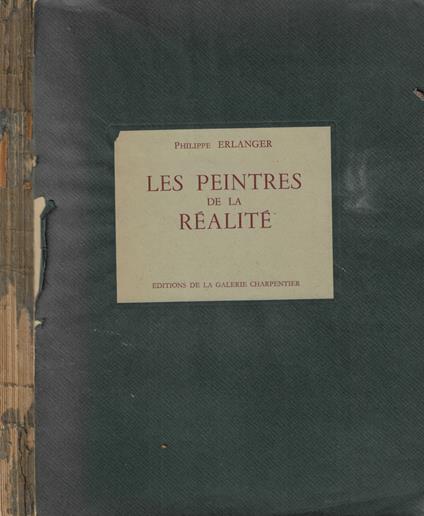 Philippe ERLANGER
LES PEINTRES
DE LA
RÉALITÉ
EDITIONS DE LA GALERIE CHARPENTIER